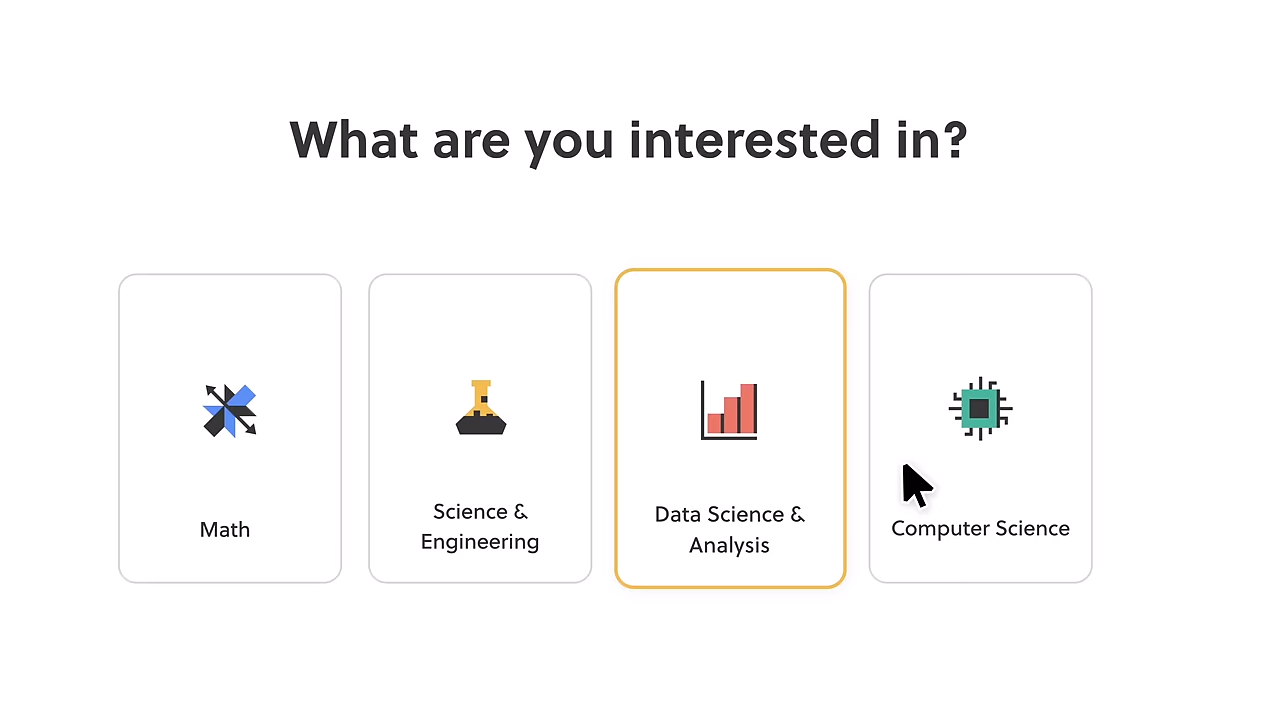 What are you interested in?
Math
Science &
Engineering
Data Science &
Analysis
Computer Science